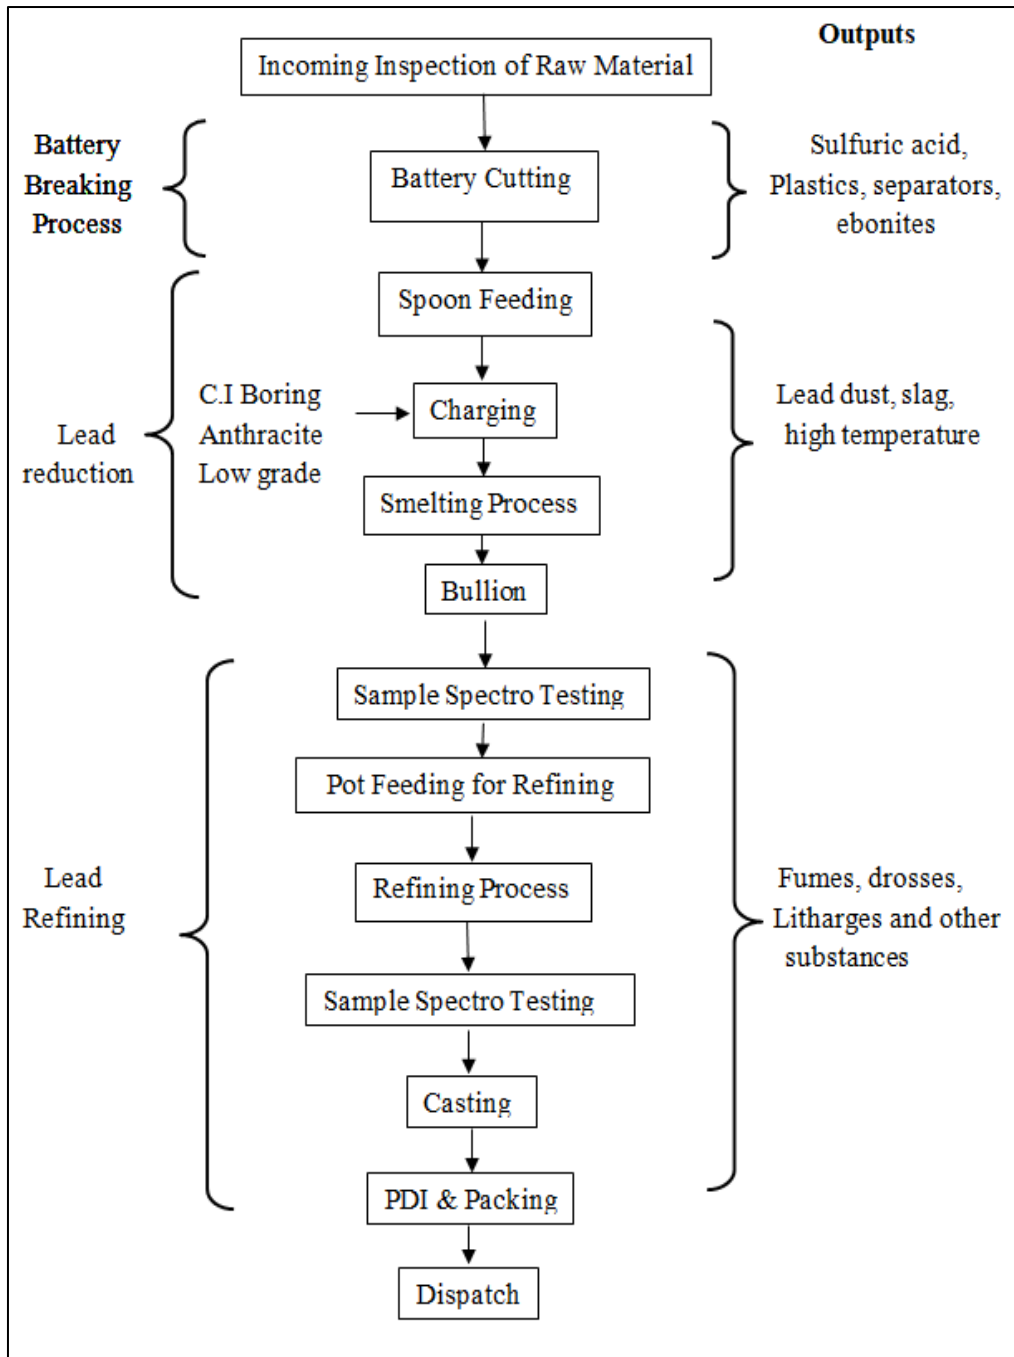 Outputs
Incoming Inspection of Raw Material
Battery
Breaking
Process
Battery Cutting
Sulfuric acid,
Plastics, separators,
ebonites
Spoon Feeding
Lead
reduction
C.I Boring
Anthracite
Low grade
Charging
Lead dust, slag,
high temperature
Smelting Process
Bullion
Sample Spectro Testing
Pot Feeding for Refining
Lead
Refining
Refining Process
Fumes, drosses,
Litharges and other
substances
Sample Spectro Testing
Casting
PDI & Packing
Dispatch